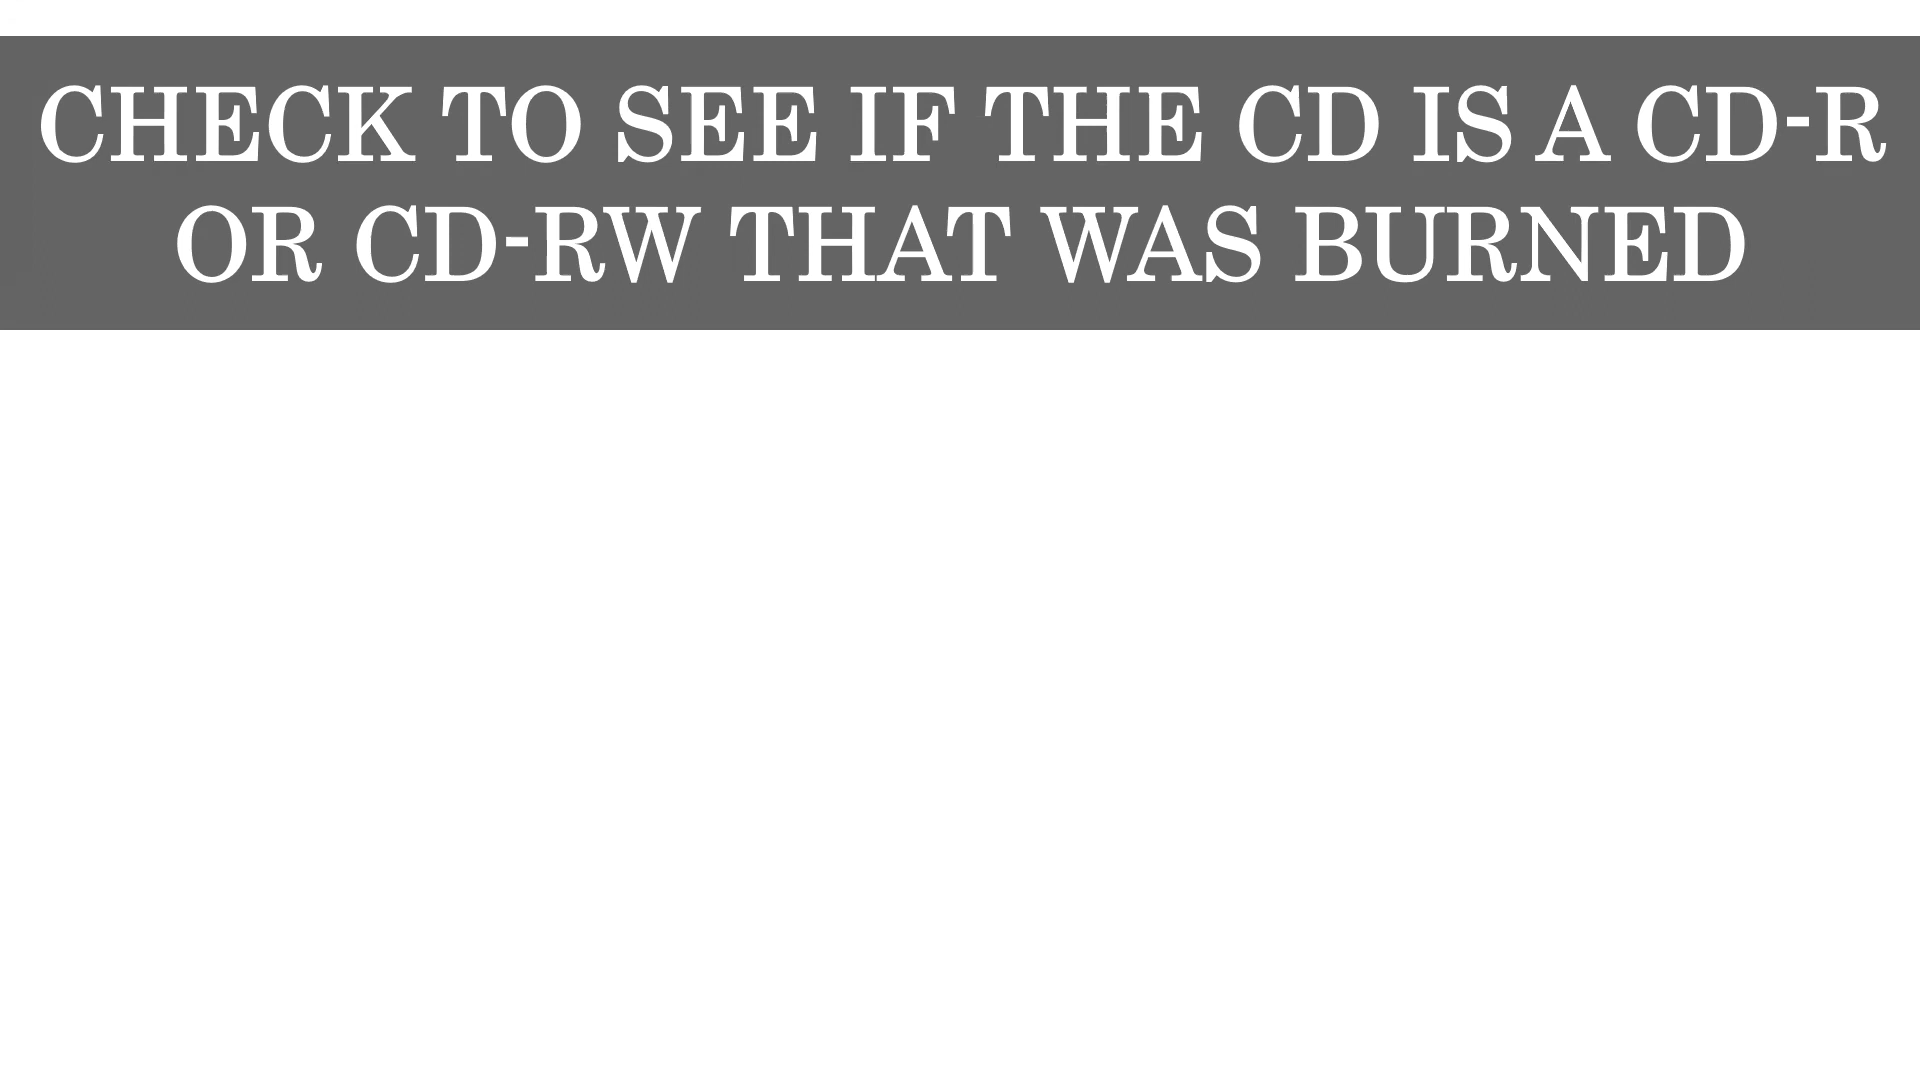 CHECK TO SEE IF THE CD IS A CD-R
OR CD-RW THAT WAS BURNED